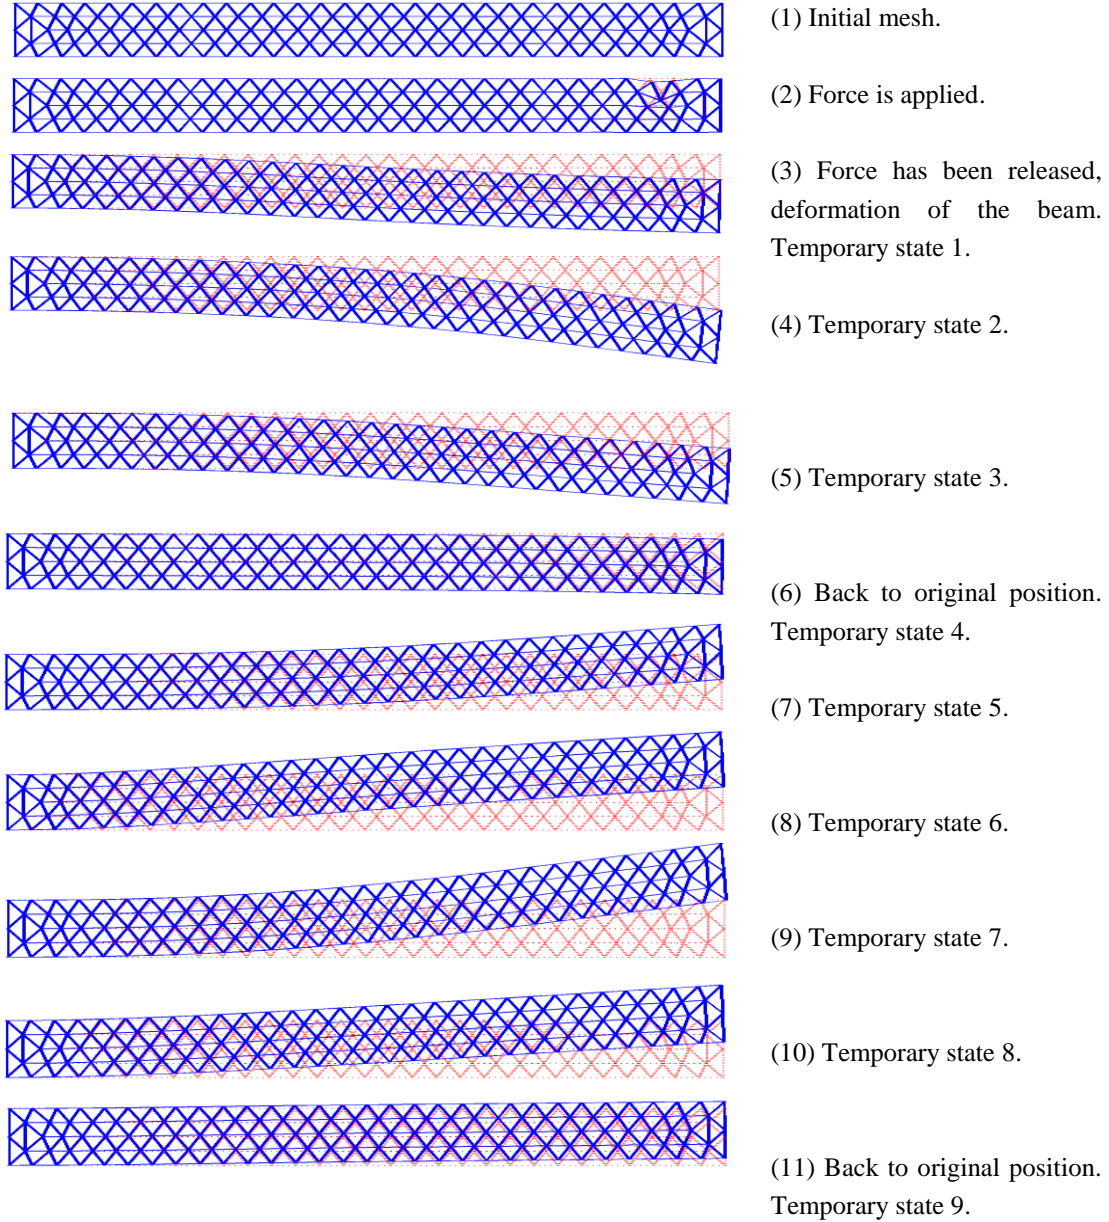 (1) Initial mesh.
(2) Force is applied.
(3) Force has been released,
deformation of the beam.
Temporary state 1.
(4) Temporary state 2.
(5) Temporary state 3.
(6) Back to original position.
Temporary state 4.
(7) Temporary state 5.
(8) Temporary state 6.
(9) Temporary state 7.
(10) Temporary state 8.
(11) Back to original position.
Temporary state 9.